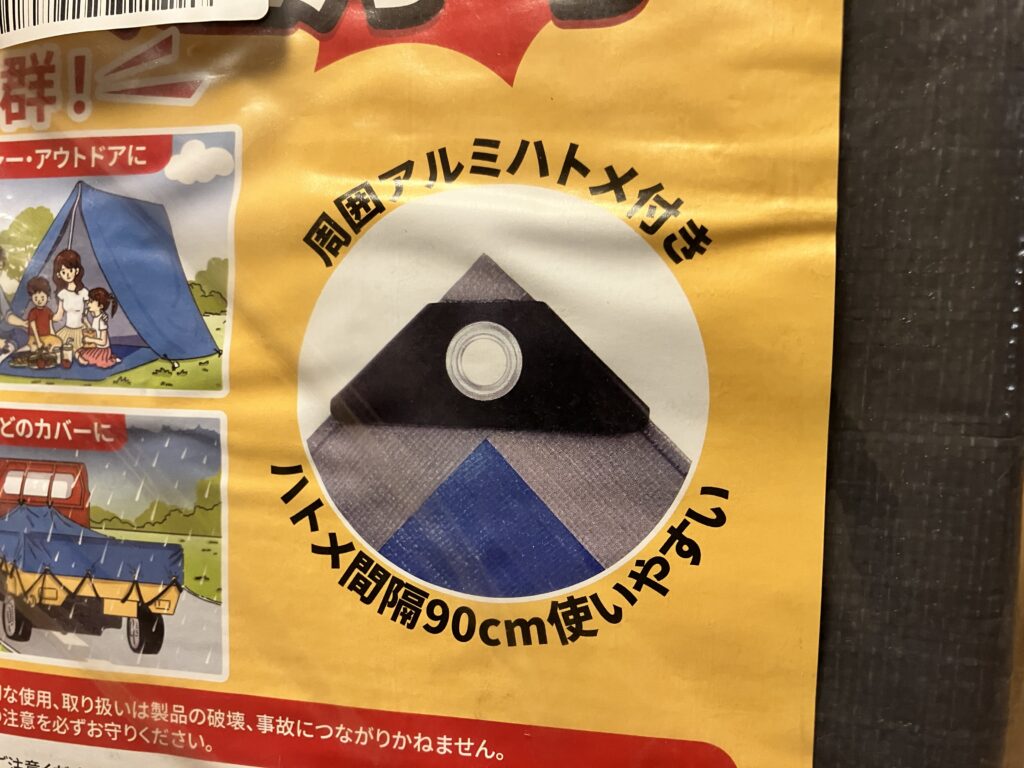 群!
ー・アウトドアに
周囲アルミハトメ付き
どのカバーに
ハトメ間隔90cm使いやすい
な使用、取り扱いは製品の破壊、事故につながりかねません。
注意を必ずお守りください。